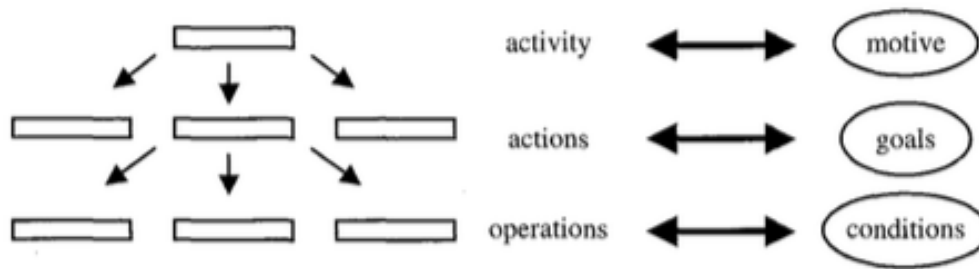 activity motive
actions goals
operations conditions